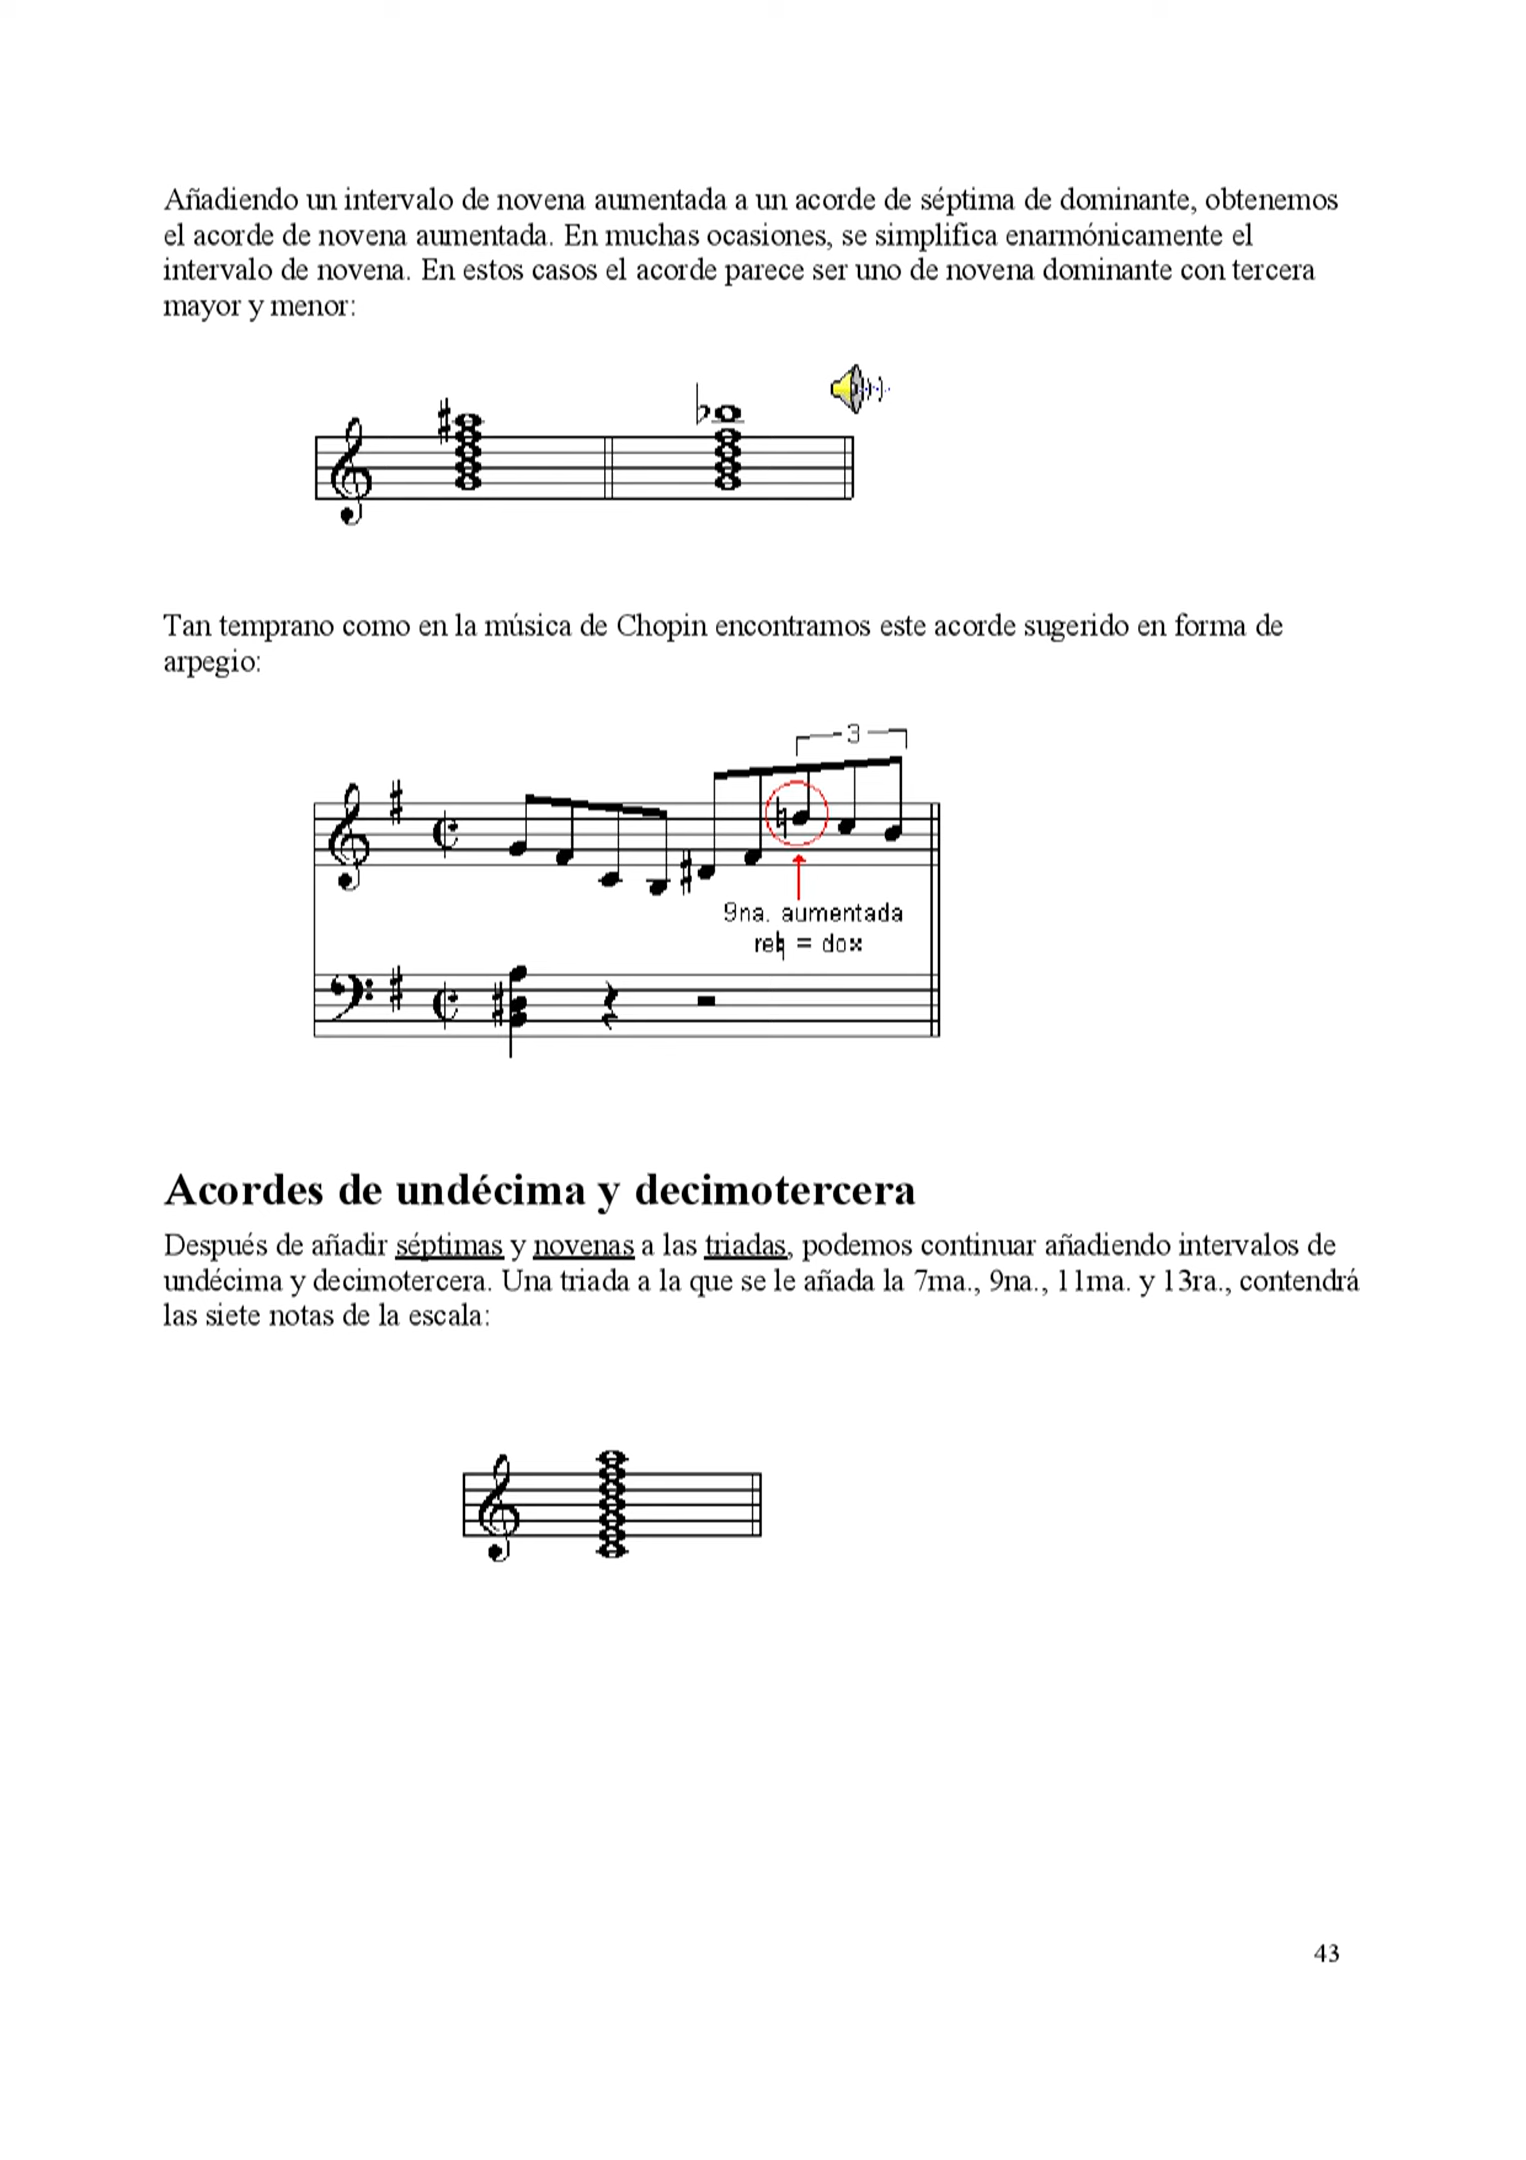 Añadiendo un intervalo de novena aumentada a un acorde de séptima de dominante, obtenemos
el acorde de novena aumentada. En muchas ocasiones, se simplifica enarmónicamente el
intervalo de novena. En estos casos el acorde parece ser uno de novena dominante con tercera
mayor y menor:
Tan temprano como en la música de Chopin encontramos este acorde sugerido en forma de
arpegio:
3
9na. aumentada
re♮ = do𝄪
Acordes de undécima y decimotercera
Después de añadir séptimas y novenas a las triadas, podemos continuar añadiendo intervalos de
undécima y decimotercera. Una triada a la que se le añada la 7ma., 9na., 11ma. y 13ra., contendrá
las siete notas de la escala:
43